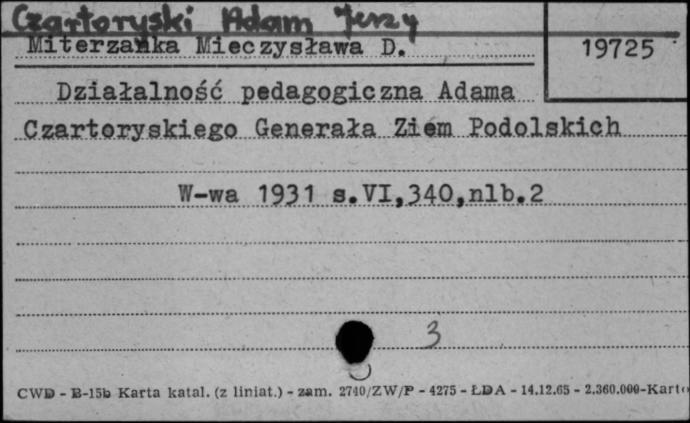 Czartoryski Adam Jerzy
Miterzanka Mieczysława D.
19725
Działalność pedagogiczna Adama
Czartoryskiego Generała Ziem Podolskich
W-wa 1931 s.VI,340,nlb.2
3
CWD - B-15b Karta katal. (z liniat.) - zam. 2740/ZW/P - 4275 - ŁDA - 14.12.65 - 2.360.000-Karto